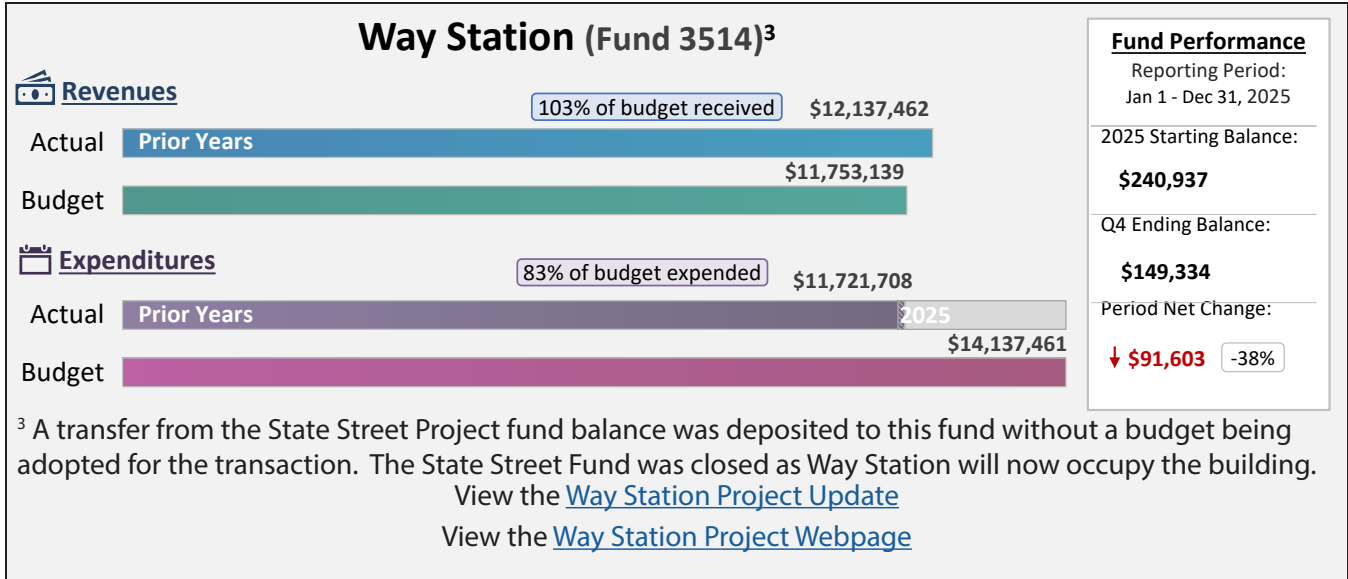 Way Station (Fund 3514)³
Revenues
103% of budget received
$12,137,462
Actual
Prior Years
$11,753,139
Budget
Expenditures
83% of budget expended
$11,721,708
Actual
Prior Years
2025
$14,137,461
Budget
Fund Performance
Reporting Period:
Jan 1 - Dec 31, 2025
2025 Starting Balance:
$240,937
Q4 Ending Balance:
$149,334
Period Net Change:
↓ $91,603 -38%
³ A transfer from the State Street Project fund balance was deposited to this fund without a budget being
adopted for the transaction.  The State Street Fund was closed as Way Station will now occupy the building.
View the Way Station Project Update
View the Way Station Project Webpage